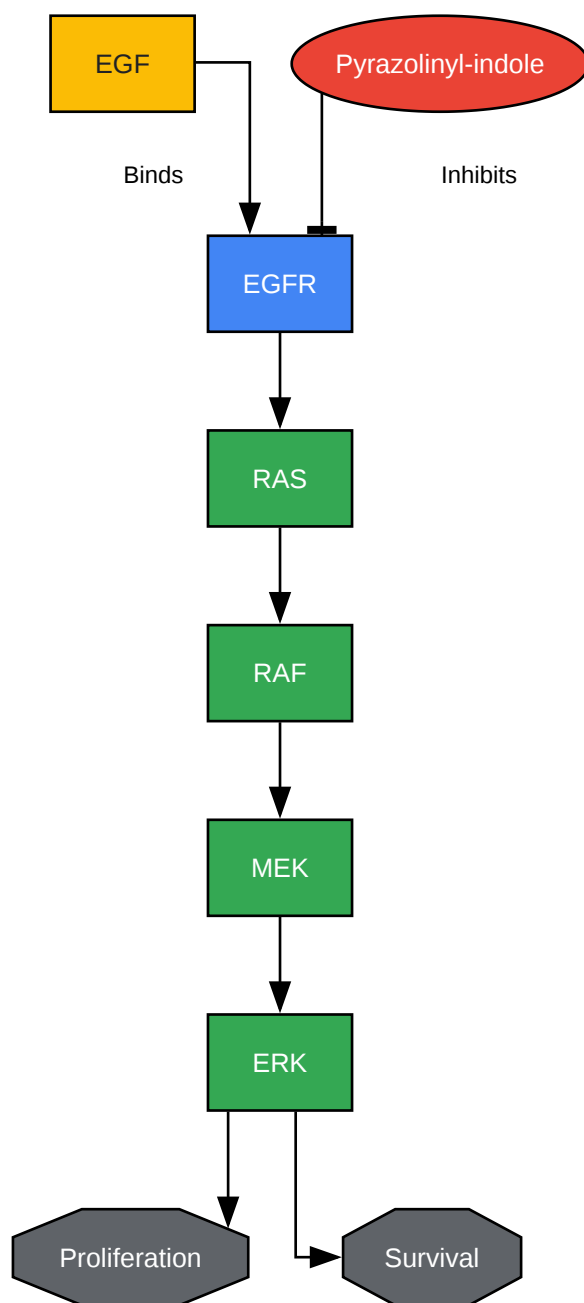 EGF
Pyrazolinyl-indole
Binds
Inhibits
EGFR
RAS
RAF
MEK
ERK
Proliferation
Survival